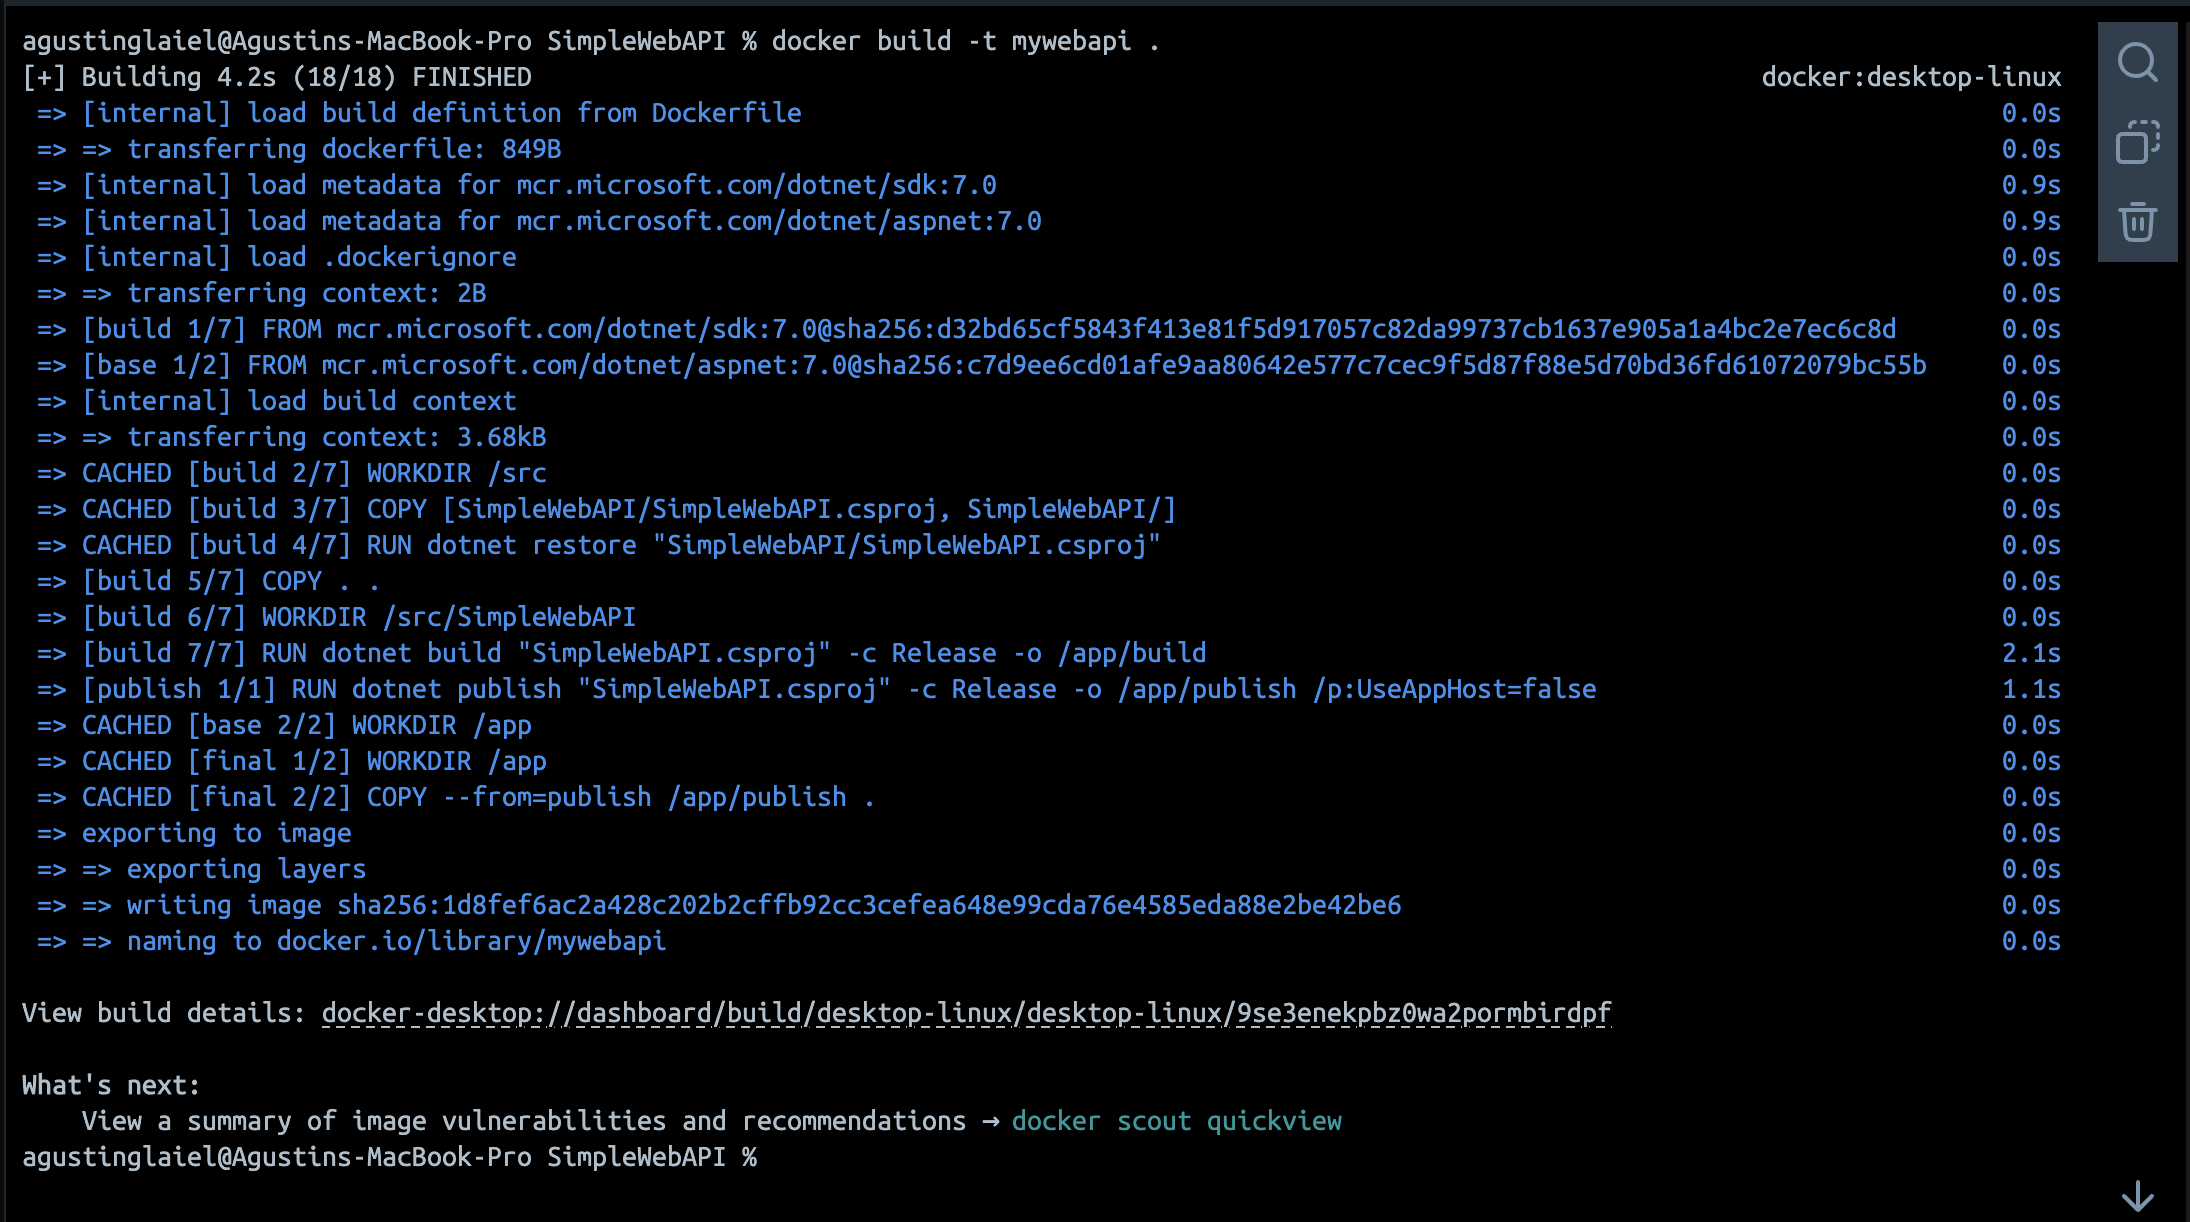 agustinglaiel@Agustins-MacBook-Pro SimpleWebAPI % docker build -t mywebapi .
[+] Building 4.2s (18/18) FINISHED docker:desktop-linux
=> [internal] load build definition from Dockerfile 0.0s
=> => transferring dockerfile: 849B 0.0s
=> [internal] load metadata for mcr.microsoft.com/dotnet/sdk:7.0 0.9s
=> [internal] load metadata for mcr.microsoft.com/dotnet/aspnet:7.0 0.9s
=> [internal] load .dockerignore 0.0s
=> => transferring context: 2B 0.0s
=> [build 1/7] FROM mcr.microsoft.com/dotnet/sdk:7.0@sha256:d32bd65cf5843f413e81f5d917057c82da99737cb1637e905a1a4bc2e7ec6c8d 0.0s
=> [base 1/2] FROM mcr.microsoft.com/dotnet/aspnet:7.0@sha256:c7d9ee6cd01afe9aa80642e577c7cec9f5d87f88e5d70bd36fd61072079bc55b 0.0s
=> [internal] load build context 0.0s
=> => transferring context: 3.68kB 0.0s
=> CACHED [build 2/7] WORKDIR /src 0.0s
=> CACHED [build 3/7] COPY [SimpleWebAPI/SimpleWebAPI.csproj, SimpleWebAPI/] 0.0s
=> CACHED [build 4/7] RUN dotnet restore "SimpleWebAPI/SimpleWebAPI.csproj" 0.0s
=> [build 5/7] COPY . . 0.0s
=> [build 6/7] WORKDIR /src/SimpleWebAPI 0.0s
=> [build 7/7] RUN dotnet build "SimpleWebAPI.csproj" -c Release -o /app/build 2.1s
=> [publish 1/1] RUN dotnet publish "SimpleWebAPI.csproj" -c Release -o /app/publish /p:UseAppHost=false 1.1s
=> CACHED [base 2/2] WORKDIR /app 0.0s
=> CACHED [final 1/2] WORKDIR /app 0.0s
=> CACHED [final 2/2] COPY --from=publish /app/publish . 0.0s
=> exporting to image 0.0s
=> => exporting layers 0.0s
=> => writing image sha256:1d8fef6ac2a428c202b2cffb92cc3cefea648e99cda76e4585eda88e2be42be6 0.0s
=> => naming to docker.io/library/mywebapi 0.0s
View build details: docker-desktop://dashboard/build/desktop-linux/desktop-linux/9se3enekpbz0wa2pormbirdpf
What's next:
View a summary of image vulnerabilities and recommendations → docker scout quickview
agustinglaiel@Agustins-MacBook-Pro SimpleWebAPI %